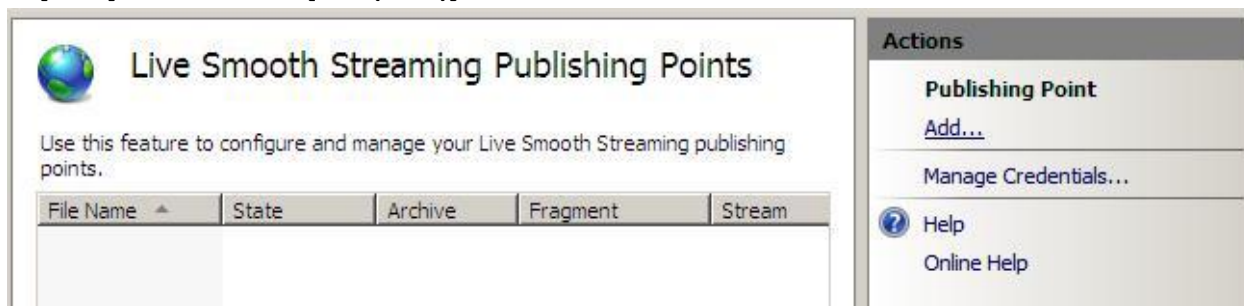 Live Smooth Streaming Publishing Points
Use this feature to configure and manage your Live Smooth Streaming publishing
points.
File Name State Archive Fragment Stream
Actions
Publishing Point
Add...
Manage Credentials...
Help
Online Help